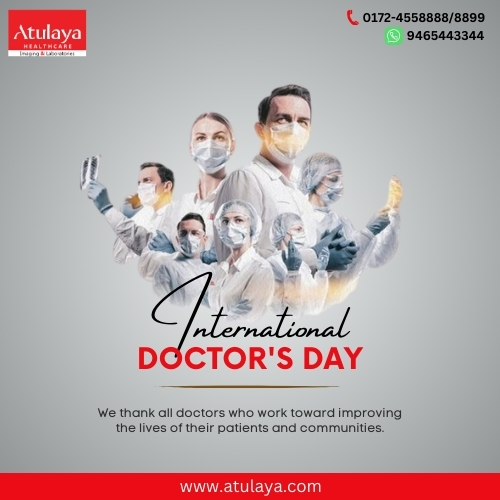 Atulaya
HEALTHCARE
Imaging & Laboratories
0172-4558888/8899
9465443344
International
DOCTOR'S DAY
We thank all doctors who work toward improving
the lives of their patients and communities.
www.atulaya.com